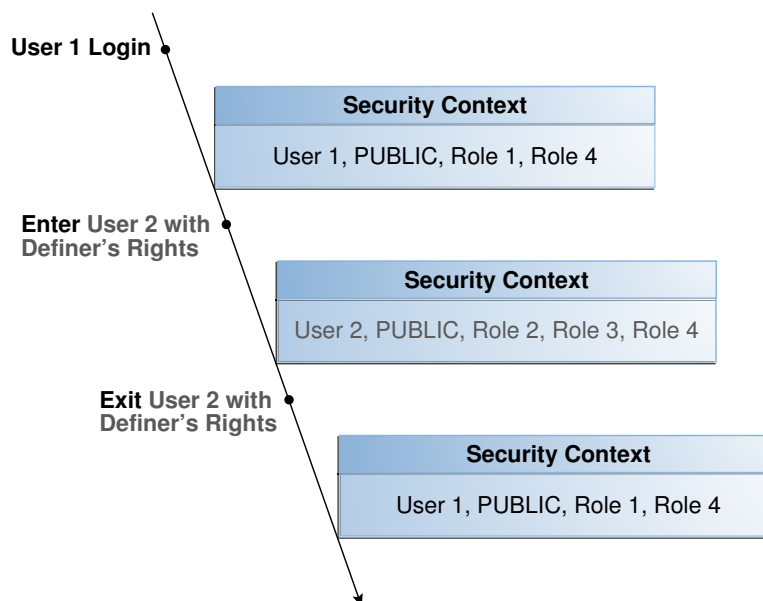 User 1 Login
Security Context
User 1, PUBLIC, Role 1, Role 4
Enter User 2 with
Definer's Rights
Security Context
User 2, PUBLIC, Role 2, Role 3, Role 4
Exit User 2 with
Definer's Rights
Security Context
User 1, PUBLIC, Role 1, Role 4